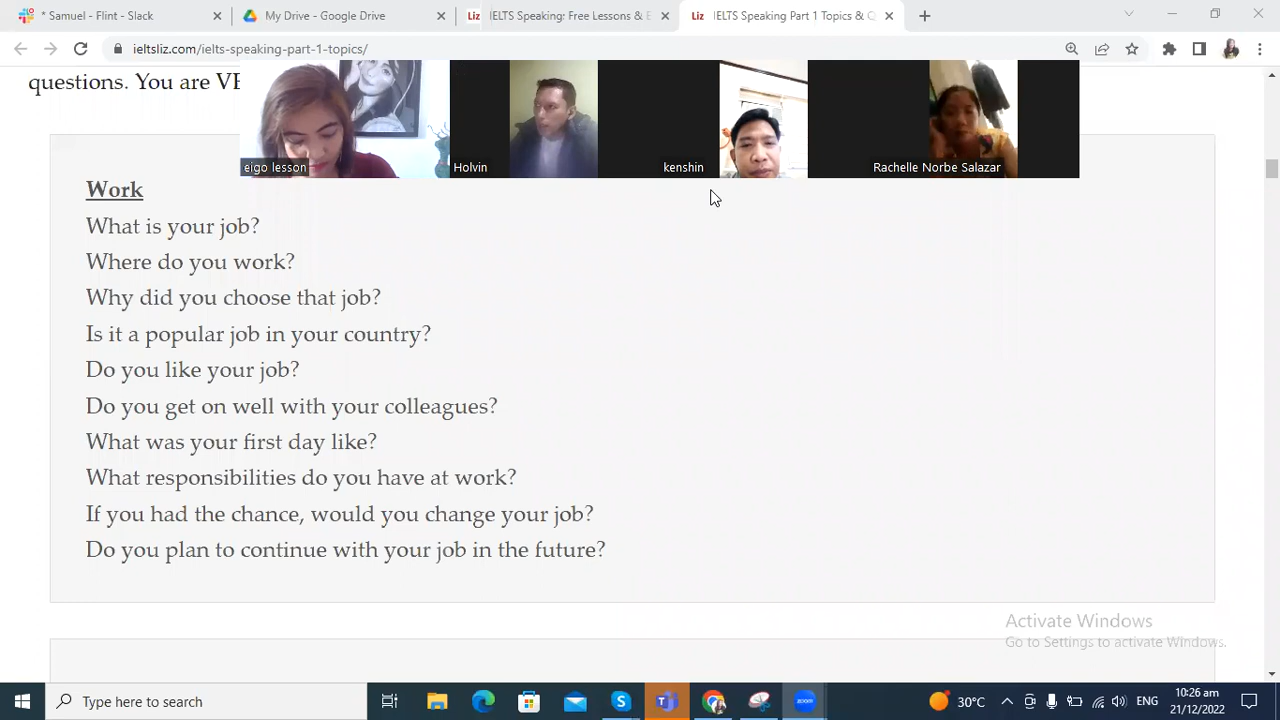 * Samuel - Flint - Slack
My Drive - Google Drive
Liz IELTS Speaking: Free Lessons & E
Liz IELTS Speaking Part 1 Topics & Q
ieltsliz.com/ielts-speaking-part-1-topics/
questions. You are VE
eigo lesson
Holvin
kenshin
Rachelle Norbe Salazar
Work
What is your job?
Where do you work?
Why did you choose that job?
Is it a popular job in your country?
Do you like your job?
Do you get on well with your colleagues?
What was your first day like?
What responsibilities do you have at work?
If you had the chance, would you change your job?
Do you plan to continue with your job in the future?
Activate Windows
Go to Settings to activate Windows.
Type here to search
zoom
30°C
ENG
10:26 am
21/12/2022